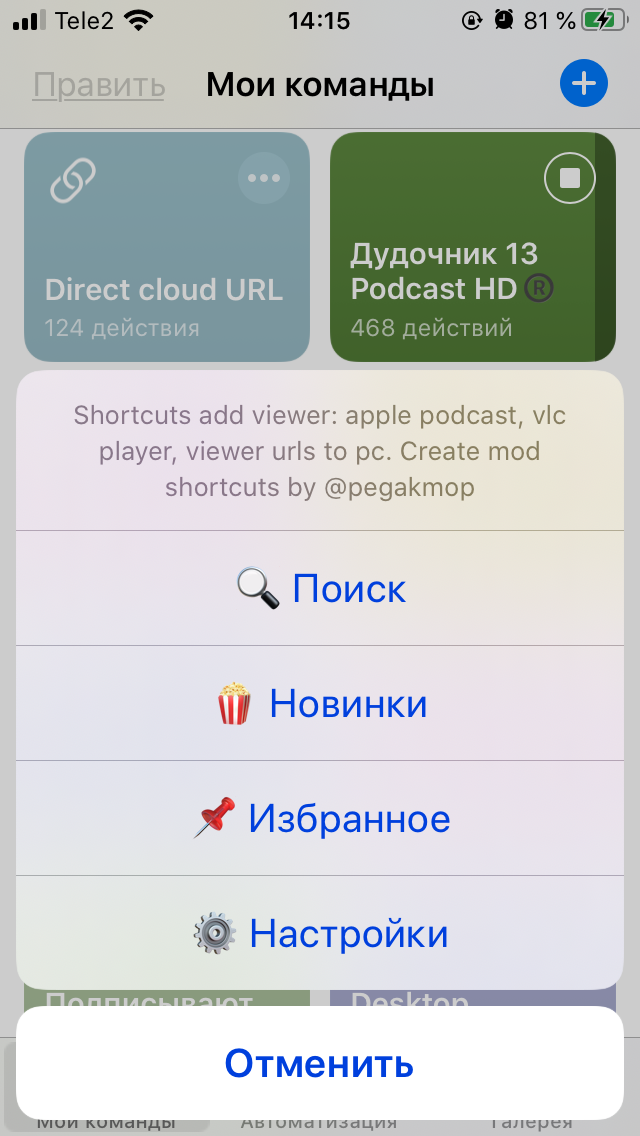 Tele2 14:15 81 %
Править Мои команды
Direct cloud URL
124 действия
Дудочник 13
Podcast HD ®
468 действий
Shortcuts add viewer: apple podcast, vlc
player, viewer urls to pc. Create mod
shortcuts by @pegakmop
Поиск
Новинки
Избранное
Настройки
Подписывают Desktop
Отменить
Мои команды Автоматизация Галерея